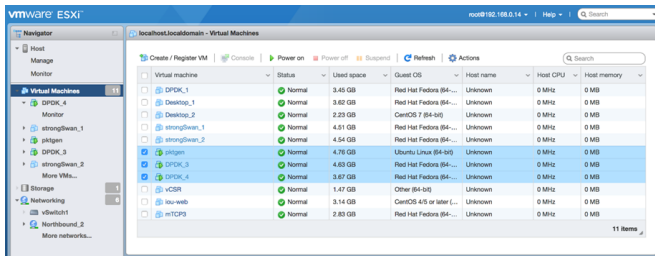 vmware® ESXi™
root@192.168.0.14 | Help | Search
Navigator
localhost.localdomain - Virtual Machines
Host
Manage
Monitor
Virtual Machines 11
DPDK_4
Monitor
strongSwan_1
pktgen
DPDK_3
strongSwan_2
More VMs...
Storage 1
Networking 6
vSwitch1
Northbound_2
More networks...
Create / Register VM | Console | Power on Power off Suspend | Refresh | Actions
Search
Virtual machine Status Used space Guest OS Host name Host CPU Host memory
DPDK_1 Normal 3.45 GB Red Hat Fedora (64-... Unknown 0 MHz 0 MB
Desktop_1 Normal 3.62 GB Red Hat Fedora (64-... Unknown 0 MHz 0 MB
Desktop_2 Normal 2.23 GB CentOS 7 (64-bit) Unknown 0 MHz 0 MB
strongSwan_1 Normal 4.51 GB Red Hat Fedora (64-... Unknown 0 MHz 0 MB
strongSwan_2 Normal 4.54 GB Red Hat Fedora (64-... Unknown 0 MHz 0 MB
pktgen Normal 4.76 GB Ubuntu Linux (64-bit) Unknown 0 MHz 0 MB
DPDK_3 Normal 4.63 GB Red Hat Fedora (64-... Unknown 0 MHz 0 MB
DPDK_4 Normal 3.67 GB Red Hat Fedora (64-... Unknown 0 MHz 0 MB
vCSR Normal 1.47 GB Other (64-bit) Unknown 0 MHz 0 MB
iou-web Normal 3.14 GB CentOS 4/5 or later (... Unknown 0 MHz 0 MB
mTCP3 Normal 2.83 GB Red Hat Fedora (64-... Unknown 0 MHz 0 MB
11 items